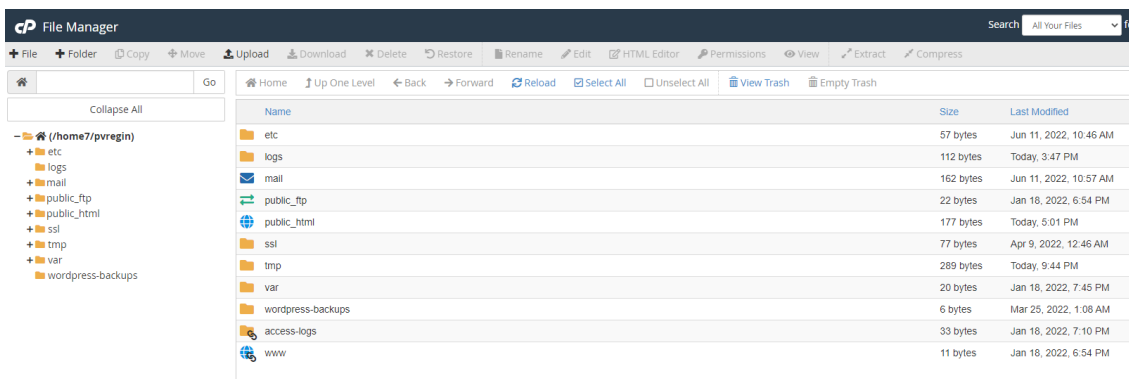 cP File Manager Search All Your Files f
+ File + Folder Copy Move Upload Download Delete Restore Rename Edit HTML Editor Permissions View Extract Compress
Go Home Up One Level Back Forward Reload Select All Unselect All View Trash Empty Trash
Collapse All
Name Size Last Modified
(/home7/pvregin)
etc
logs
mail
public_ftp
public_html
ssl
tmp
var
wordpress-backups
etc 57 bytes Jun 11, 2022, 10:46 AM
logs 112 bytes Today, 3:47 PM
mail 162 bytes Jun 11, 2022, 10:57 AM
public_ftp 22 bytes Jan 18, 2022, 6:54 PM
public_html 177 bytes Today, 5:01 PM
ssl 77 bytes Apr 9, 2022, 12:46 AM
tmp 289 bytes Today, 9:44 PM
var 20 bytes Jan 18, 2022, 7:45 PM
wordpress-backups 6 bytes Mar 25, 2022, 1:08 AM
access-logs 33 bytes Jan 18, 2022, 7:10 PM
www 11 bytes Jan 18, 2022, 6:54 PM